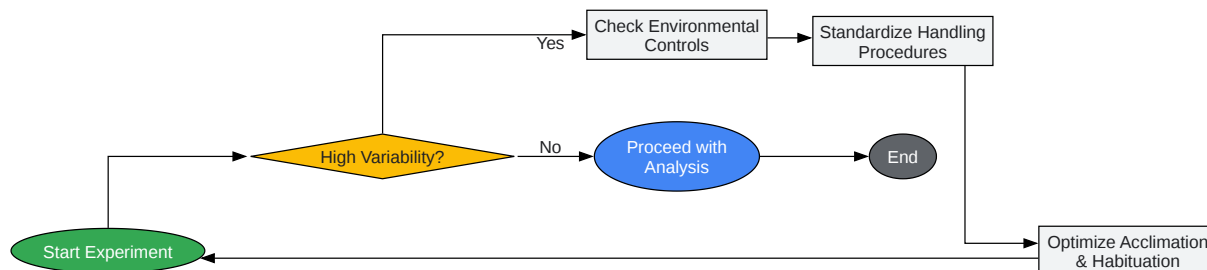 Check Environmental
Controls
Standardize Handling
Procedures
Yes
High Variability?
No
Proceed with
Analysis
End
Start Experiment
Optimize Acclimation
& Habituation